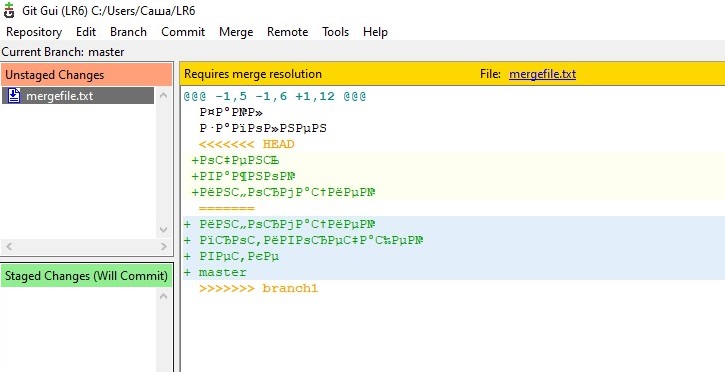 Git Gui (LR6) C:/Users/Саша/LR6
Repository Edit Branch Commit Merge Remote Tools Help
Current Branch: master
Unstaged Changes
mergefile.txt
Staged Changes (Will Commit)
Requires merge resolution File: mergefile.txt
@@@ -1,5 -1,6 +1,12 @@@
Р¤Р°Р№Р»
Р·Р°РїРѕР»РЅРµРЅ
<<<<<<< HEAD
+РѕС‡РµРЅСЊ
+РІР°Р¶РЅРѕР№
+РёРЅС„РѕСЂРјР°С†РёРµР№
=======
+ РёРЅС„РѕСЂРјР°С†РёРµР№
+ РїСЂРѕС‚РёРІРѕСЂРµС‡Р°С‰РµР№
+ РІРµС‚РєРµ
+ master
>>>>>>> branch1